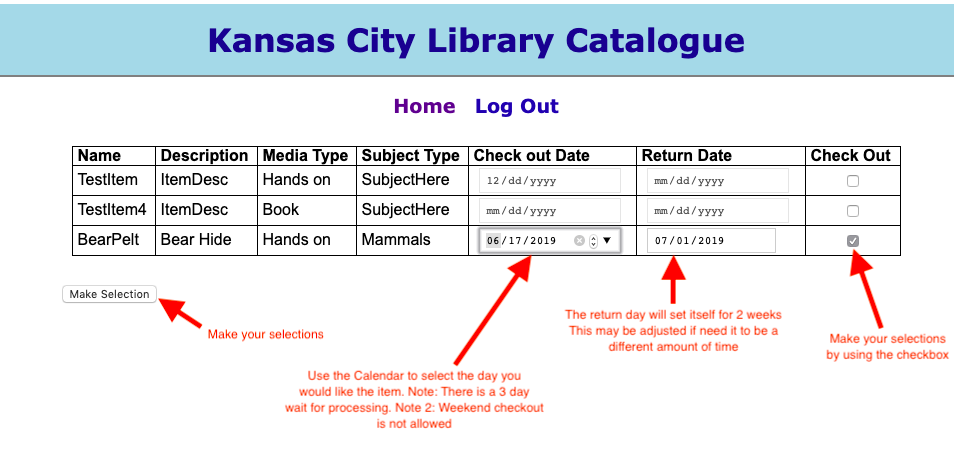 Kansas City Library Catalogue
Home Log Out
Name Description Media Type Subject Type Check out Date Return Date Check Out
TestItem ItemDesc Hands on SubjectHere 12/dd/yyyy mm/dd/yyyy
TestItem4 ItemDesc Book SubjectHere mm/dd/yyyy mm/dd/yyyy
BearPelt Bear Hide Hands on Mammals 06/17/2019 07/01/2019
Make Selection
Make your selections
The return day will set itself for 2 weeks
This may be adjusted if need it to be a
different amount of time
Make your selections
by using the checkbox
Use the Calendar to select the day you
would like the item. Note: There is a 3 day
wait for processing. Note 2: Weekend checkout
is not allowed